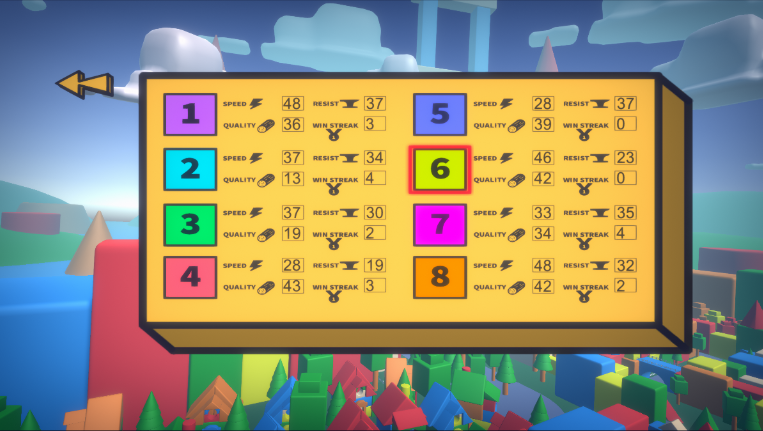 1 SPEED 48 RESIST 37
QUALITY 36 WIN STREAK 3
2 SPEED 37 RESIST 34
QUALITY 13 WIN STREAK 4
3 SPEED 37 RESIST 30
QUALITY 19 WIN STREAK 2
4 SPEED 28 RESIST 19
QUALITY 43 WIN STREAK 3
5 SPEED 28 RESIST 37
QUALITY 39 WIN STREAK 0
6 SPEED 46 RESIST 23
QUALITY 42 WIN STREAK 0
7 SPEED 33 RESIST 35
QUALITY 34 WIN STREAK 4
8 SPEED 48 RESIST 32
QUALITY 42 WIN STREAK 2